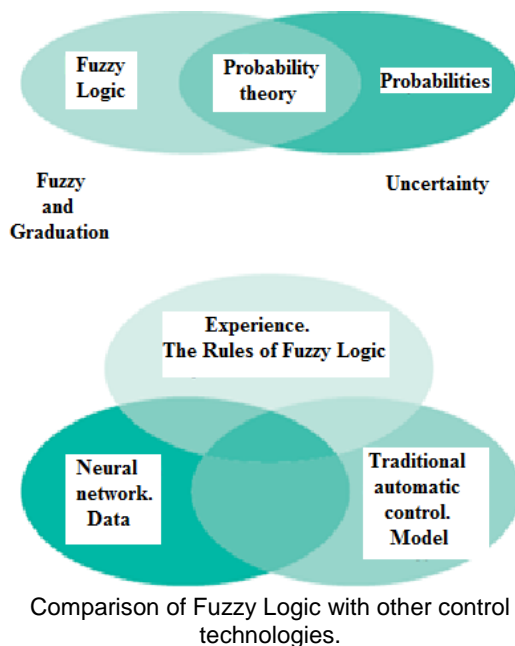 Fuzzy
Logic
Probability
theory
Probabilities
Fuzzy
and
Graduation
Uncertainty
Experience.
The Rules of Fuzzy Logic
Neural
network.
Data
Traditional
automatic
control.
Model
Comparison of Fuzzy Logic with other control
technologies.